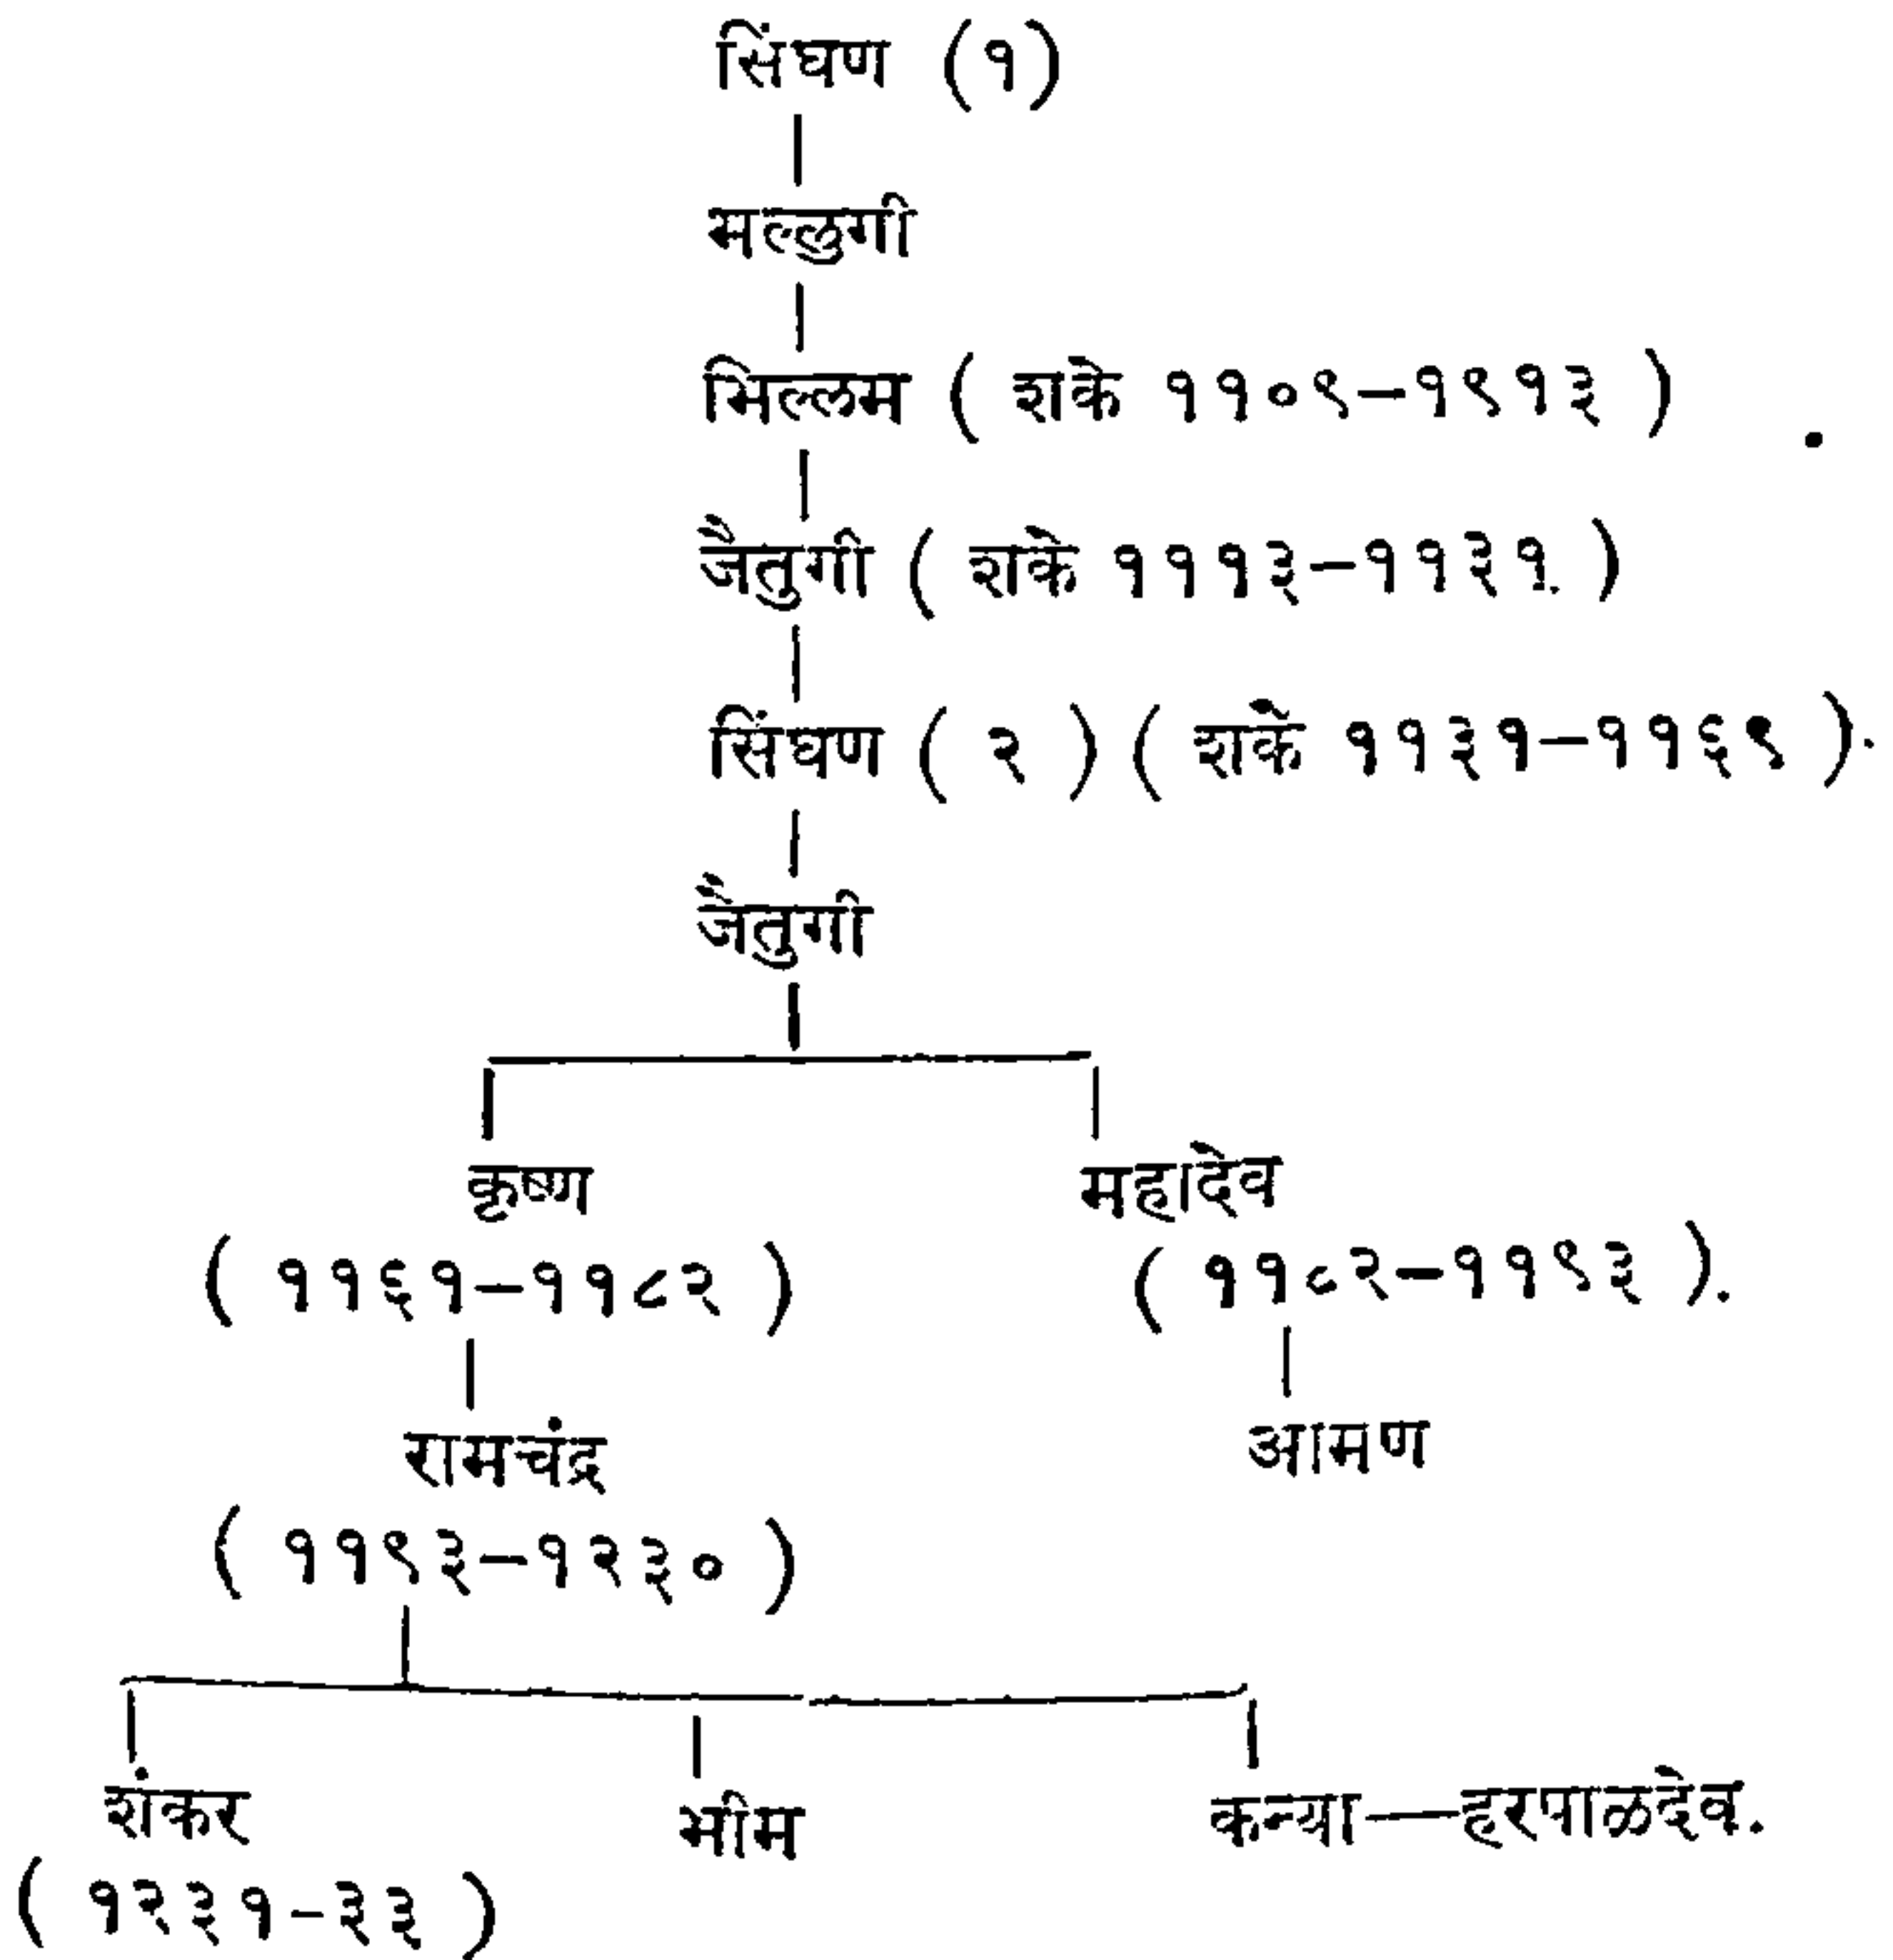 सिंघण (१)
मल्लुगी
भिल्लम ( शके ११०९–१९१३ )
जैतुगी ( शके १११३–११३१. )
सिंघण ( २ ) ( शके ११३१–११६९ ).
जैतुगी
कृष्ण महादेव
( ११६१–११८२ ) ( ११८२–११९३ ).
रामचंद्र आमण
( ११९३–१२३० )
शंकर भीम कन्या—हरपाळदेव.
( १२३१-३३ )